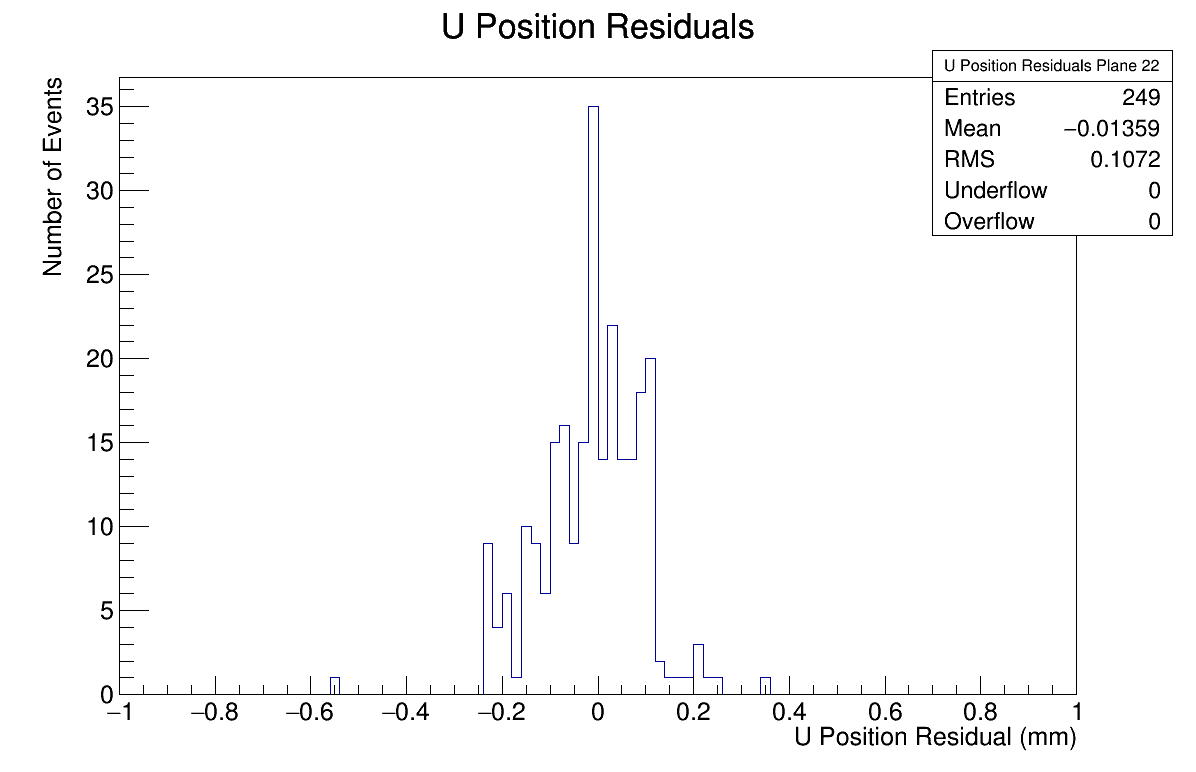 U Position Residuals
U Position Residuals Plane 22
Entries 249
Mean −0.01359
RMS 0.1072
Underflow 0
Overflow 0
Number of Events
35
30
25
20
15
10
5
0
−1 −0.8 −0.6 −0.4 −0.2 0 0.2 0.4 0.6 0.8 1
U Position Residual (mm)